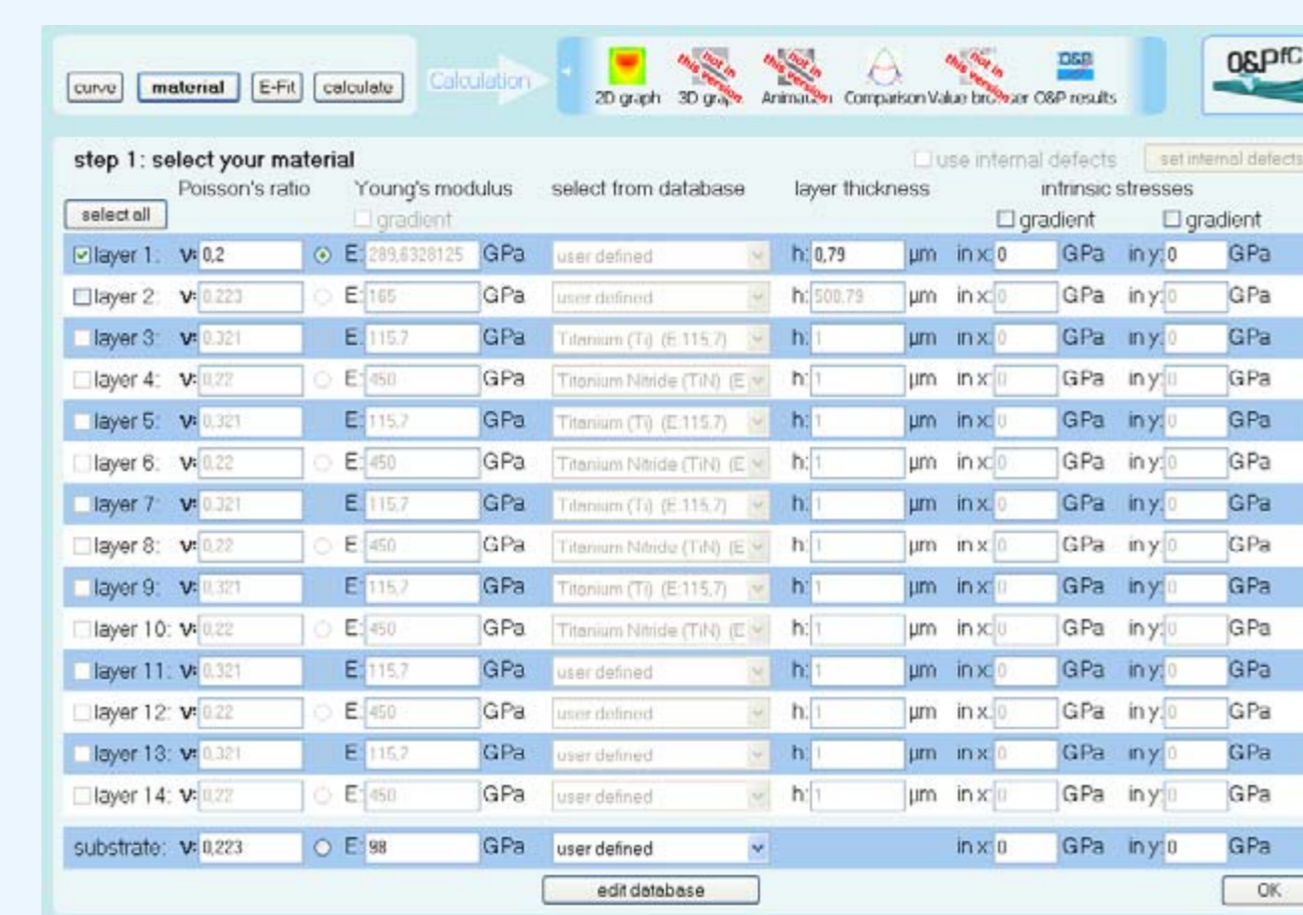 curve material E-Fit calculate Calculation 2D graph 3D graph Animation Comparison Value browser O&P results
not in this version not in this version not in this version
O&P
O&PfC
step 1: select your material use internal defects set internal defects
Poisson's ratio Young's modulus select from database layer thickness intrinsic stresses
select all gradient gradient gradient
layer 1: ν: 0,2 E: 289,6328125 GPa user defined h: 0,79 μm in x: 0 GPa in y: 0 GPa
layer 2: ν: 0.223 E: 165 GPa user defined h: 500.79 μm in x: 0 GPa in y: 0 GPa
layer 3: ν: 0.321 E: 115.7 GPa Titanium (Ti) (E:115,7) h: 1 μm in x: 0 GPa in y: 0 GPa
layer 4: ν: 0,22 E: 450 GPa Titanium Nitride (TiN) (E h: 1 μm in x: 0 GPa in y: 0 GPa
layer 5: ν: 0,321 E: 115,7 GPa Titanium (Ti) (E:115.7) h: 1 μm in x: 0 GPa in y: 0 GPa
layer 6: ν: 0.22 E: 450 GPa Titanium Nitride (TiN) (E h: 1 μm in x: 0 GPa in y: 0 GPa
layer 7: ν: 0.321 E: 115,7 GPa Titanium (Ti) (E:115,7) h: 1 μm in x: 0 GPa in y: 0 GPa
layer 8: ν: 0,22 E: 450 GPa Titanium Nitride (TiN) (E h: 1 μm in x: 0 GPa in y: 0 GPa
layer 9: ν: 0,321 E: 115,7 GPa Titanium (Ti) (E:115,7) h: 1 μm in x: 0 GPa in y: 0 GPa
layer 10: ν: 0,22 E: 450 GPa Titanium Nitride (TiN) (E h: 1 μm in x: 0 GPa in y: 0 GPa
layer 11: ν: 0,321 E: 115,7 GPa user defined h: 1 μm in x: 0 GPa in y: 0 GPa
layer 12: ν: 0.22 E: 450 GPa user defined h: 1 μm in x: 0 GPa in y: 0 GPa
layer 13: ν: 0,321 E: 115,7 GPa user defined h: 1 μm in x: 0 GPa in y: 0 GPa
layer 14: ν: 0,22 E: 450 GPa user defined h: 1 μm in x: 0 GPa in y: 0 GPa
substrate: ν: 0,223 E: 98 GPa user defined in x: 0 GPa in y: 0 GPa
edit database OK